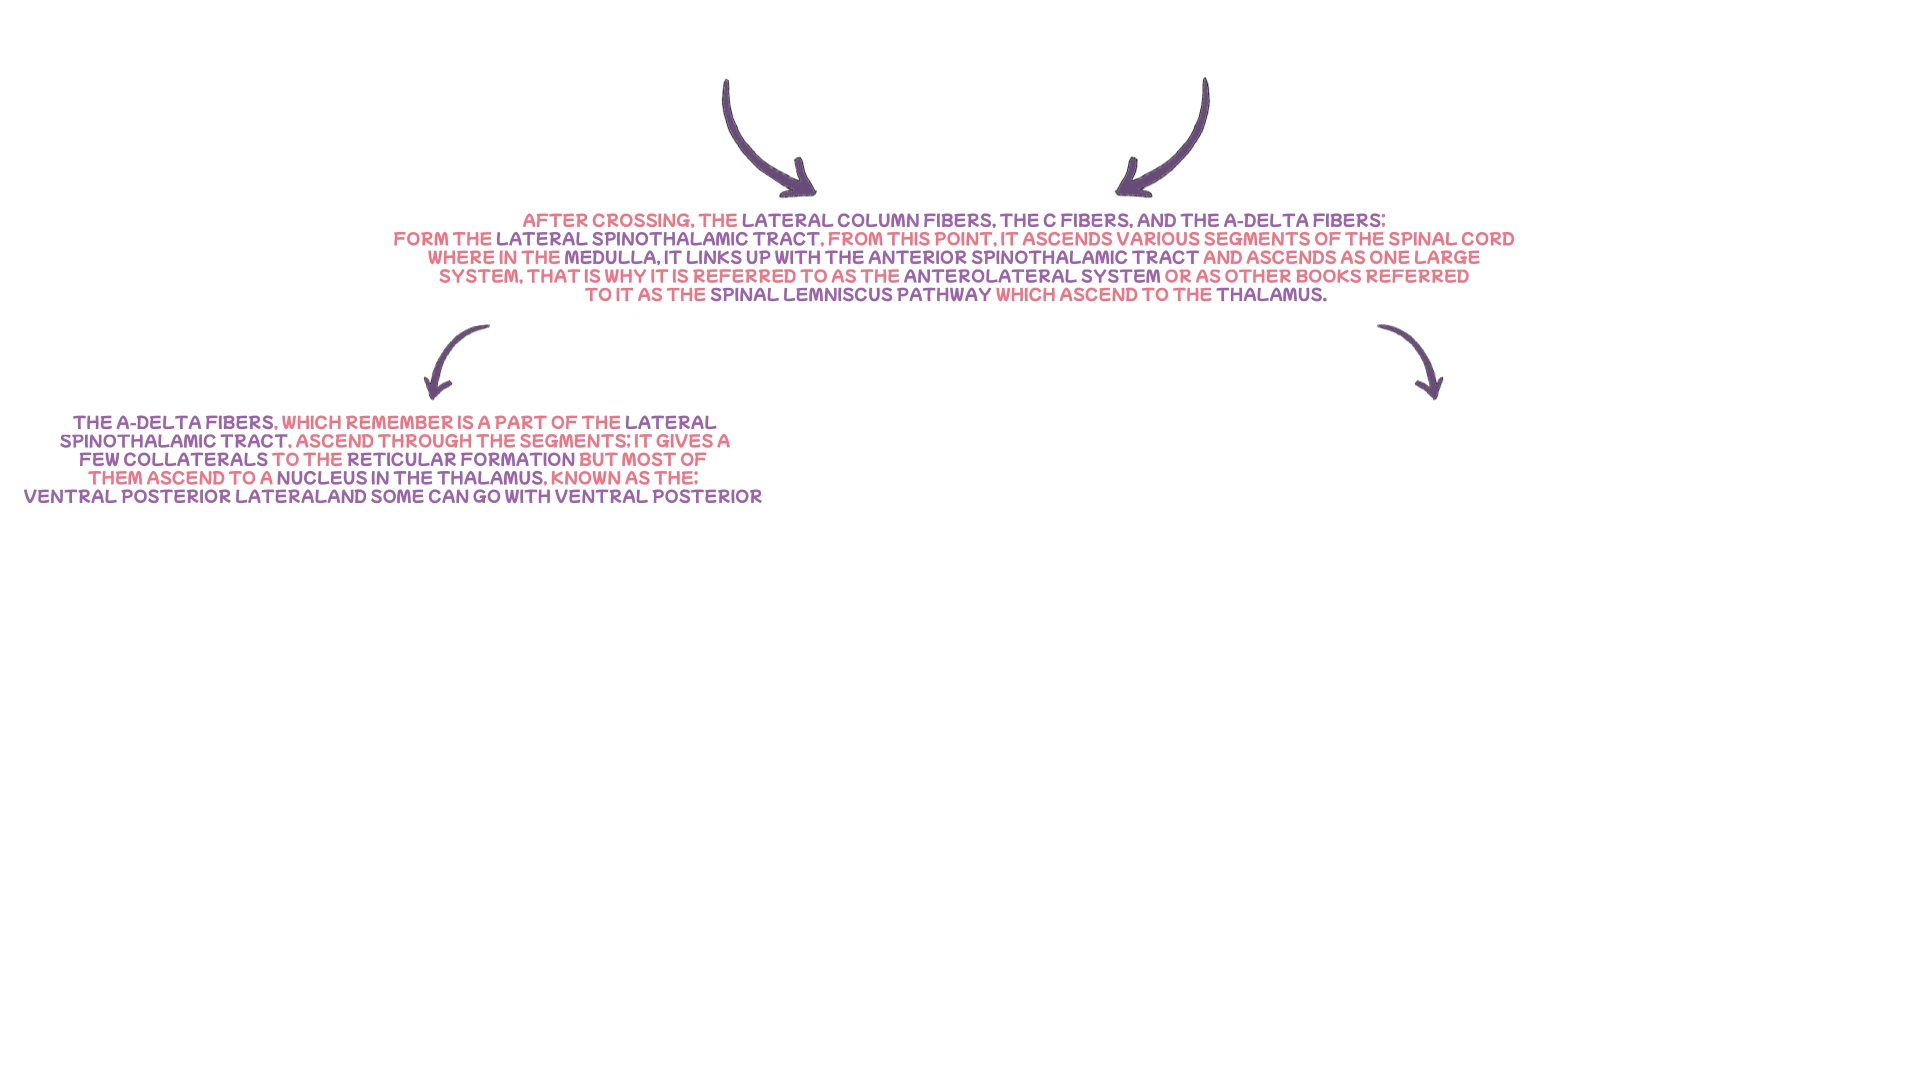 AFTER CROSSING, THE LATERAL COLUMN FIBERS, THE C FIBERS, AND THE A-DELTA FIBERS;
FORM THE LATERAL SPINOTHALAMIC TRACT, FROM THIS POINT, IT ASCENDS VARIOUS SEGMENTS OF THE SPINAL CORD
WHERE IN THE MEDULLA, IT LINKS UP WITH THE ANTERIOR SPINOTHALAMIC TRACT AND ASCENDS AS ONE LARGE
SYSTEM, THAT IS WHY IT IS REFERRED TO AS THE ANTEROLATERAL SYSTEM OR AS OTHER BOOKS REFERRED
TO IT AS THE SPINAL LEMNISCUS PATHWAY WHICH ASCEND TO THE THALAMUS.
THE A-DELTA FIBERS, WHICH REMEMBER IS A PART OF THE LATERAL
SPINOTHALAMIC TRACT, ASCEND THROUGH THE SEGMENTS; IT GIVES A
FEW COLLATERALS TO THE RETICULAR FORMATION BUT MOST OF
THEM ASCEND TO A NUCLEUS IN THE THALAMUS, KNOWN AS THE;
VENTRAL POSTERIOR LATERALAND SOME CAN GO WITH VENTRAL POSTERIOR